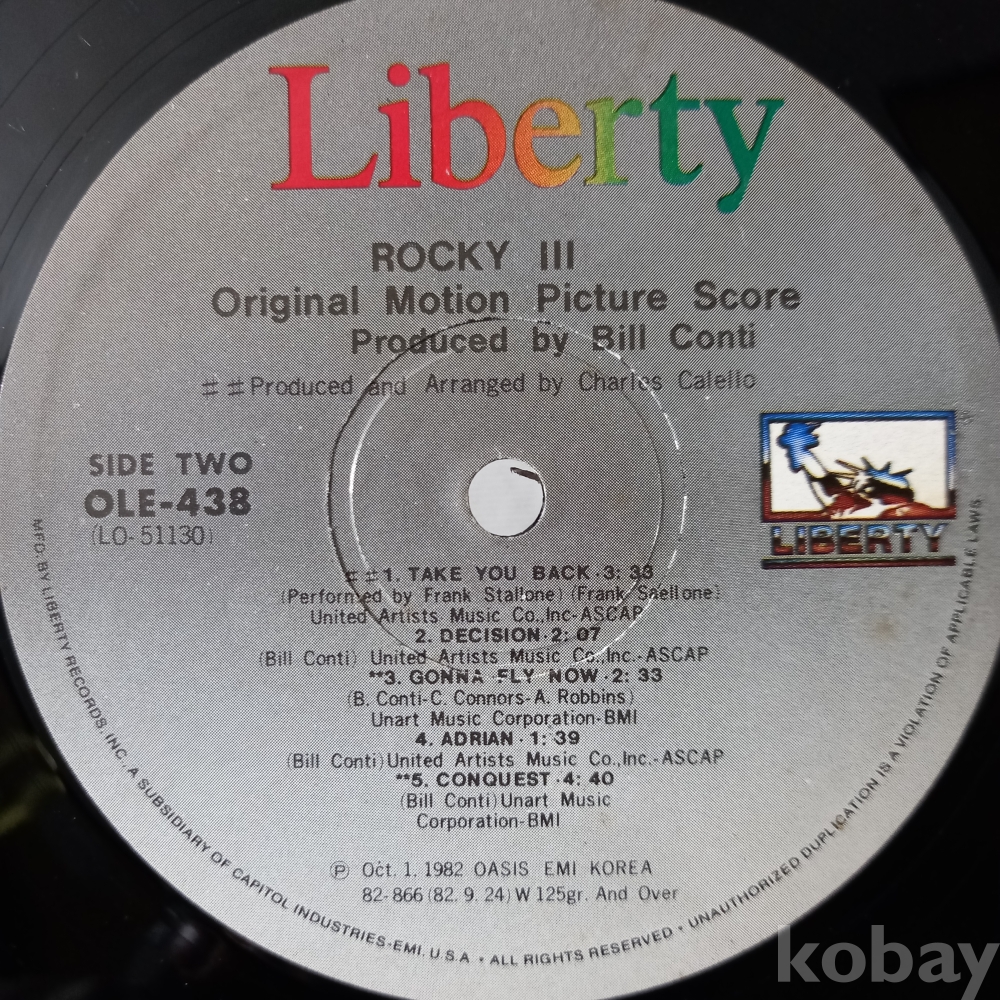 Liberty
ROCKY III
Original Motion Picture Score
Produced by Bill Conti
##Produced and Arranged by Charles Calello
SIDE TWO
OLE-438
(LO-51130)
LIBERTY
##1. TAKE YOU BACK·3:33
(Performed by Frank Stallone) (Frank Saellone)
United Artists Music Co.,Inc-ASCAP
2. DECISION·2:07
(Bill Conti) United Artists Music Co.,Inc.-ASCAP
**3. GONNA FLY NOW·2:33
(B. Conti-C. Connors-A. Robbins)
Unart Music Corporation-BMI
4. ADRIAN·1:39
(Bill Conti) United Artists Music Co.,Inc.-ASCAP
**5. CONQUEST·4:40
(Bill Conti) Unart Music
Corporation-BMI
Ⓟ Oct. 1. 1982 OASIS EMI KOREA
82-866 (82. 9. 24) W 125gr. And Over
MFD. BY LIBERTY RECORDS, INC., A SUBSIDIARY OF CAPITOL INDUSTRIES-EMI. U.S.A • ALL RIGHTS RESERVED • UNAUTHORIZED DUPLICATION IS A VIOLATION OF APPLICABLE LAWS
kobay